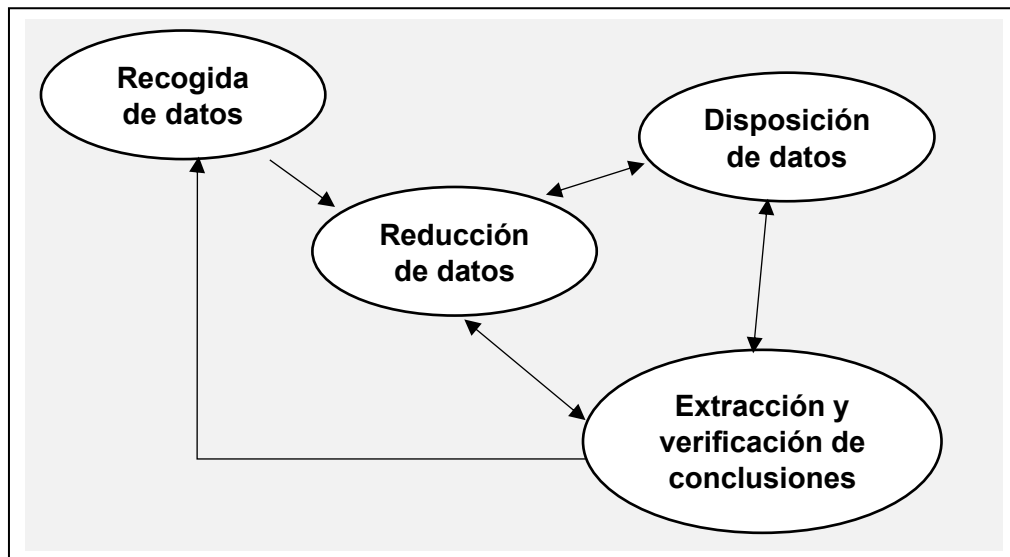 Recogida
de datos
Disposición
de datos
Reducción
de datos
Extracción y
verificación de
conclusiones